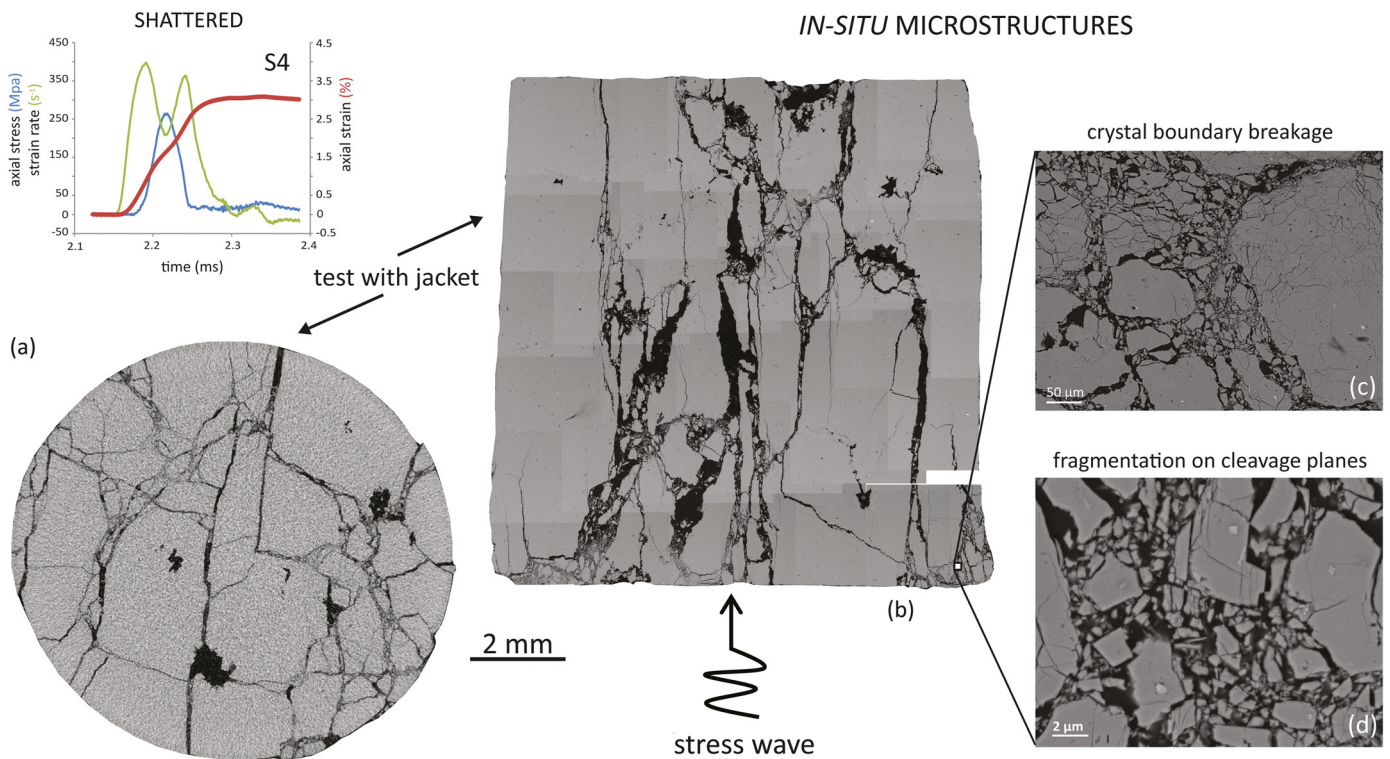 SHATTERED
IN-SITU MICROSTRUCTURES
S4
axial stress (Mpa)
strain rate (s-1)
450
350
250
150
50
0
-50
4.5
3.5
2.5
1.5
0.5
0
-0.5
axial strain (%)
2.1
2.2
2.3
2.4
time (ms)
test with jacket
(a)
2 mm
(b)
stress wave
crystal boundary breakage
50 µm
(c)
fragmentation on cleavage planes
2 µm
(d)